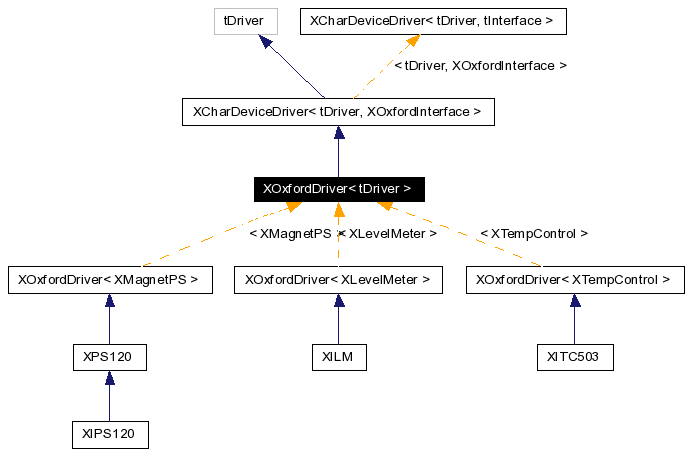 tDriver
XCharDeviceDriver< tDriver, tInterface >
< tDriver, XOxfordInterface >
XCharDeviceDriver< tDriver, XOxfordInterface >
XOxfordDriver< tDriver >
< XMagnetPS >
< XLevelMeter >
< XTempControl >
XOxfordDriver< XMagnetPS >
XOxfordDriver< XLevelMeter >
XOxfordDriver< XTempControl >
XPS120
XILM
XITC503
XIPS120